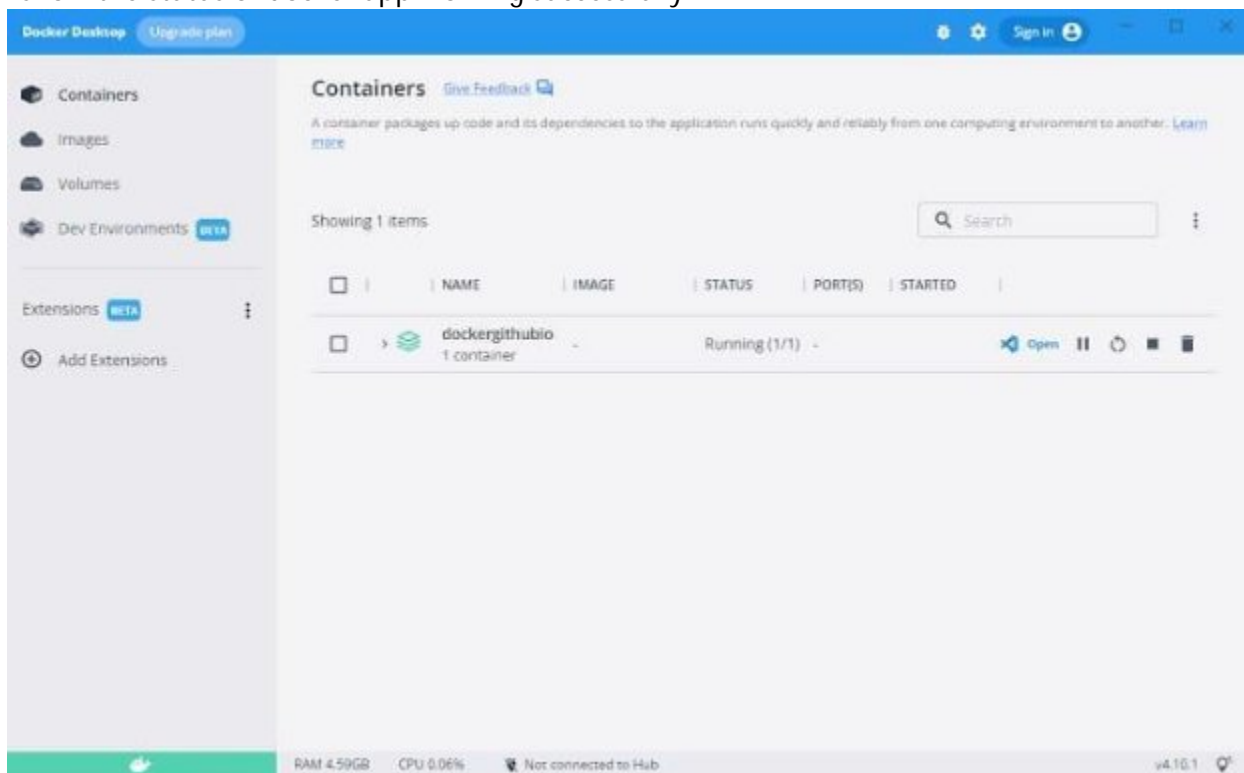 Docker Desktop Upgrade plan Sign in
Containers
Images
Volumes
Dev Environments BETA
Extensions BETA
Add Extensions
Containers Give Feedback
A container packages up code and its dependencies so the application runs quickly and reliably from one computing environment to another. Learn
more
Showing 1 items
Search
NAME IMAGE STATUS PORT(S) STARTED
dockergithubio - Running (1/1) - Open
1 container
RAM 4.59GB CPU 0.06% Not connected to Hub v4.10.1